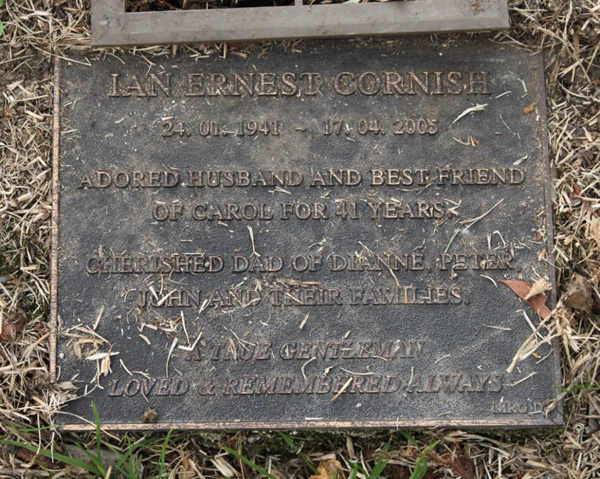 IAN ERNEST CORNISH
24. 01. 1941 ~ 17. 04. 2005
ADORED HUSBAND AND BEST FRIEND
OF CAROL FOR 41 YEARS.
CHERISHED DAD OF DIANNE, PETER,
JOHN AND THEIR FAMILIES.
A TRUE GENTLEMAN
LOVED & REMEMBERED ALWAYS